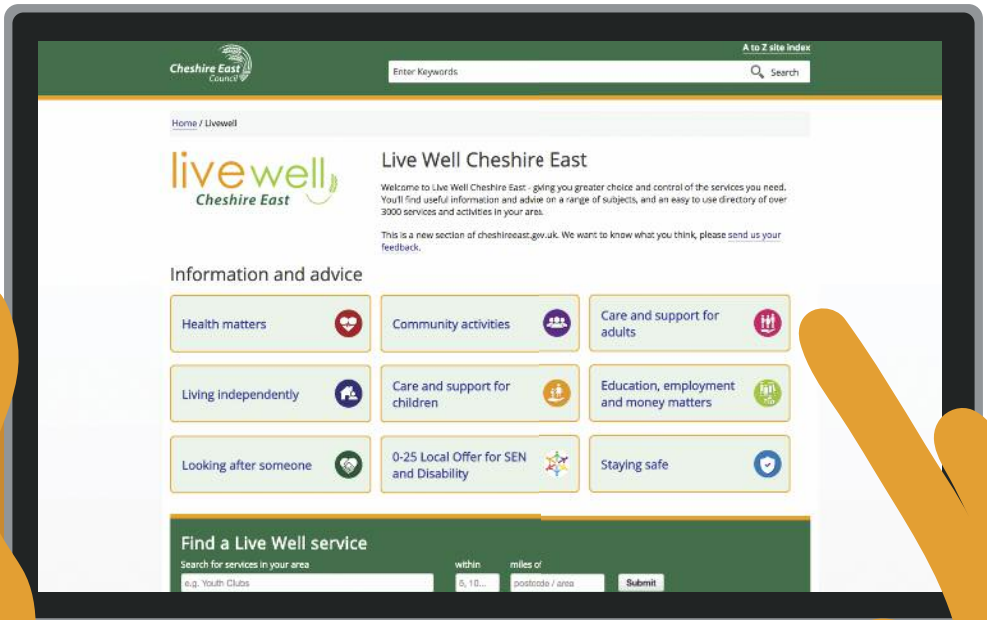 A to Z site index
Cheshire East
Council
Enter Keywords
Search
Home / Livewell
livewell
Cheshire East
Live Well Cheshire East
Welcome to Live Well Cheshire East - giving you greater choice and control of the services you need.
You'll find useful information and advice on a range of subjects, and an easy to use directory of over
3000 services and activities in your area.
This is a new section of cheshireeast.gov.uk. We want to know what you think, please send us your
feedback.
Information and advice
Health matters
Community activities
Care and support for
adults
Living independently
Care and support for
children
Education, employment
and money matters
Looking after someone
0-25 Local Offer for SEN
and Disability
Staying safe
Find a Live Well service
Search for services in your area
within
miles of
e.g. Youth Clubs
5, 10...
postcode / area
Submit